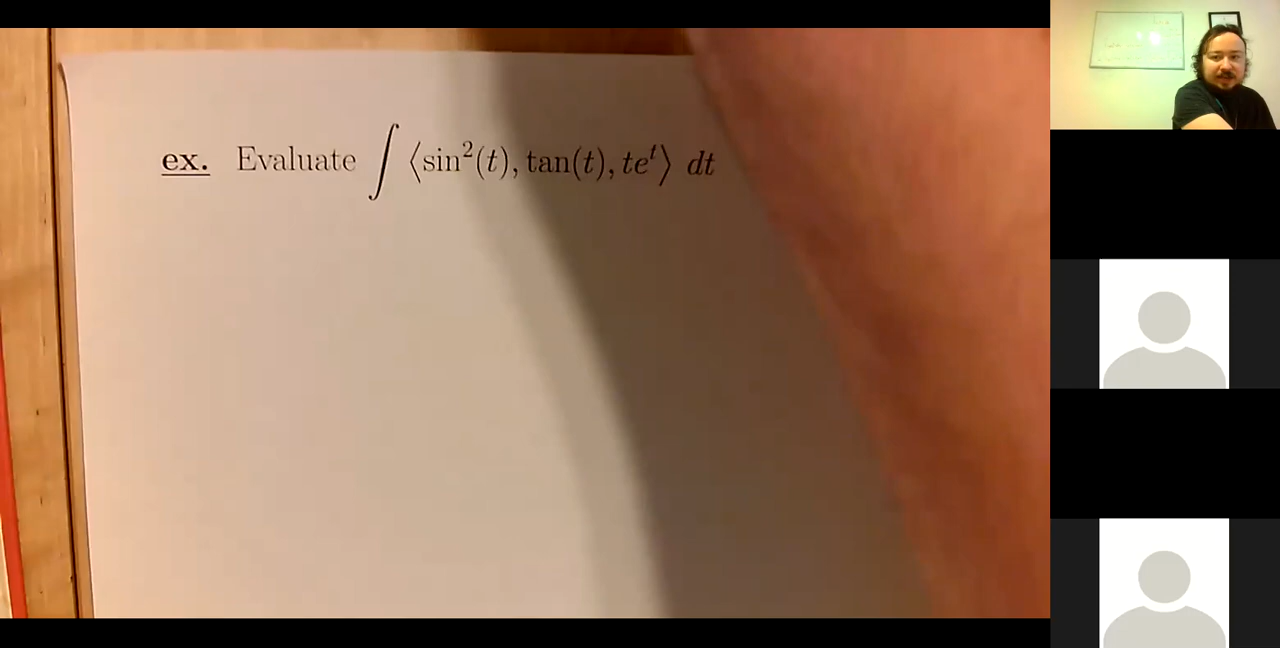 ex. Evaluate ∫ ⟨sin²(t), tan(t), teᵗ⟩ dt